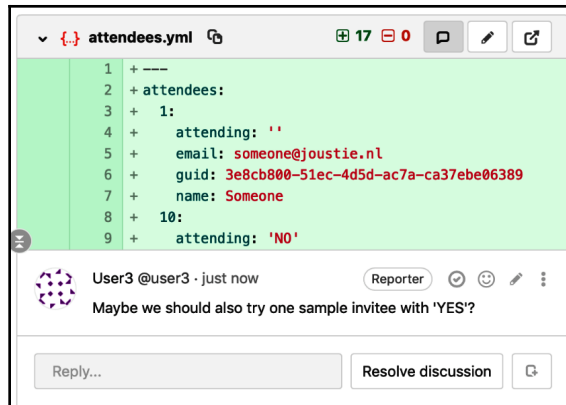 {...} attendees.yml 17 0
1 + ---
2 + attendees:
3 + 1:
4 + attending: ''
5 + email: someone@joustie.nl
6 + guid: 3e8cb800-51ec-4d5d-ac7a-ca37ebe06389
7 + name: Someone
8 + 10:
9 + attending: 'NO'
User3 @user3 · just now Reporter
Maybe we should also try one sample invitee with 'YES'?
Reply... Resolve discussion